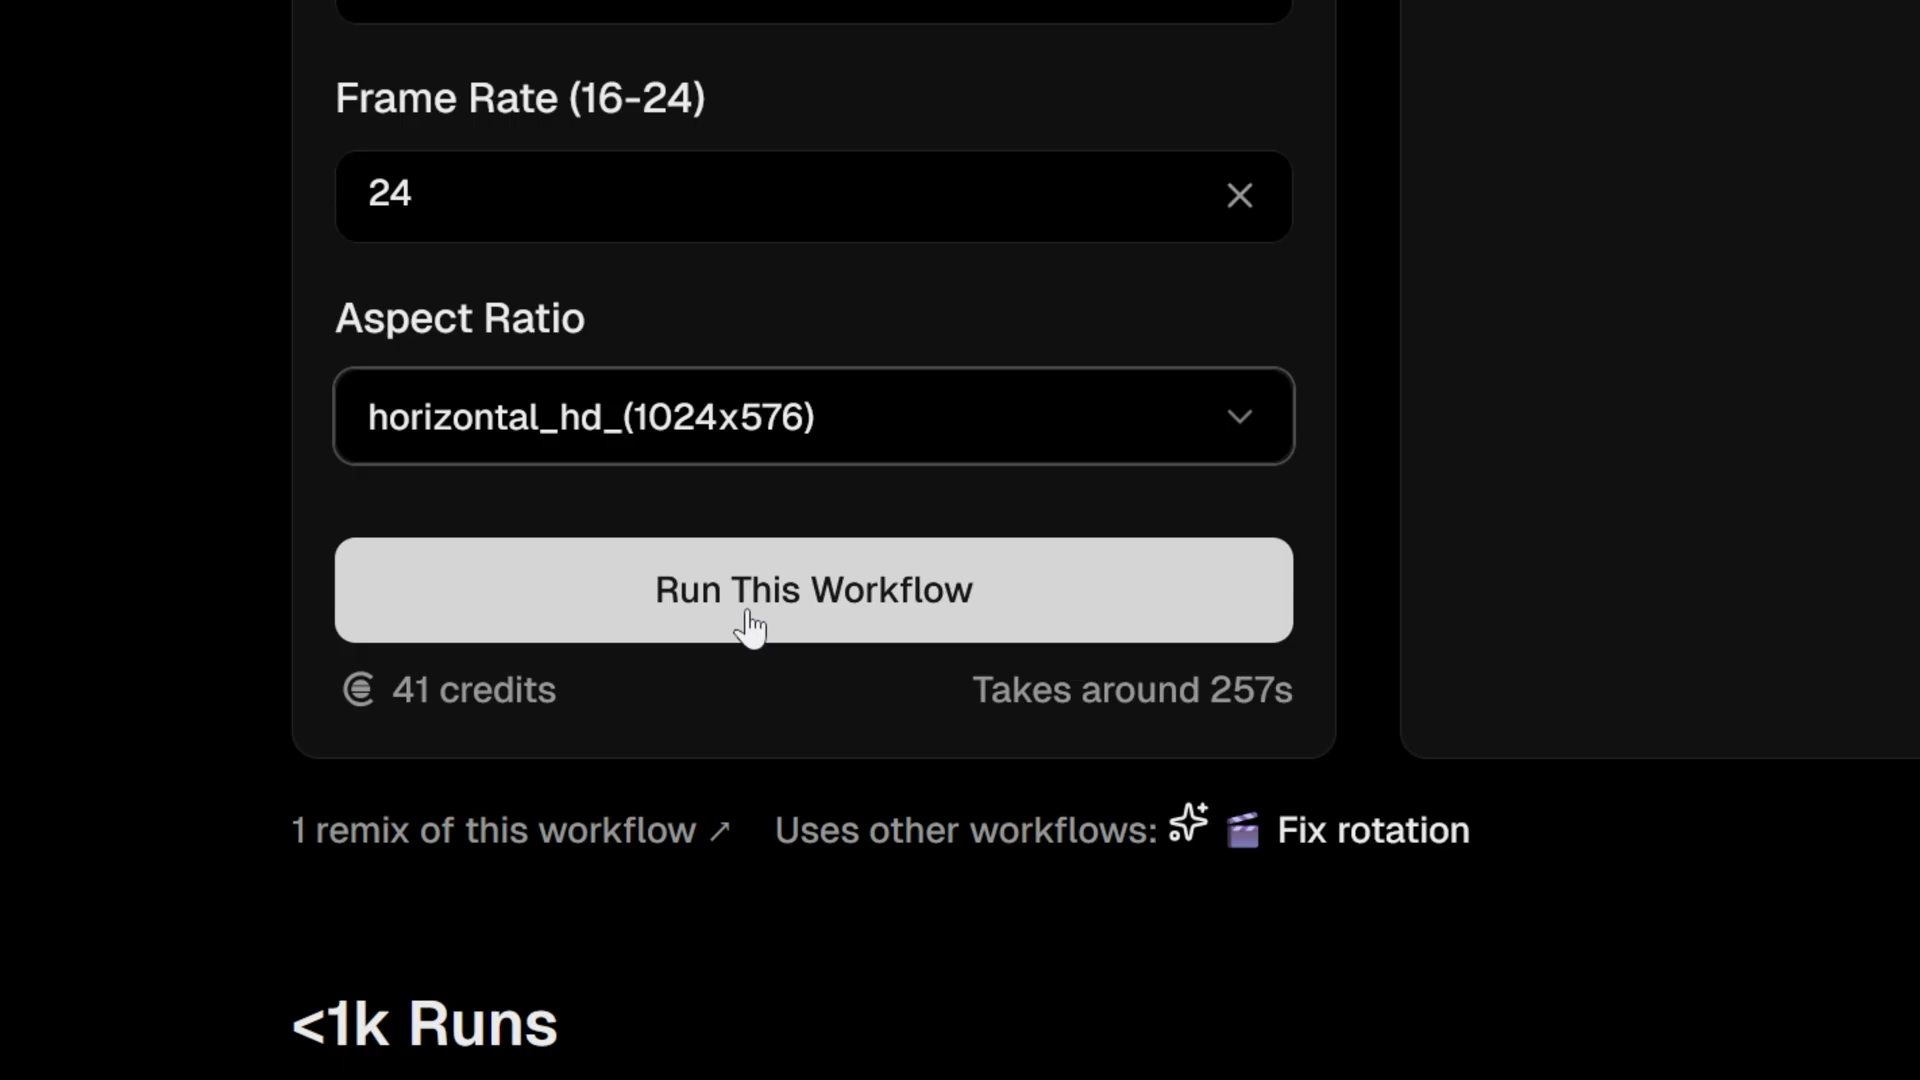 Frame Rate (16-24)
24
Aspect Ratio
horizontal_hd_(1024x576)
Run This Workflow
41 credits
Takes around 257s
1 remix of this workflow ↗
Uses other workflows: Fix rotation
<1k Runs